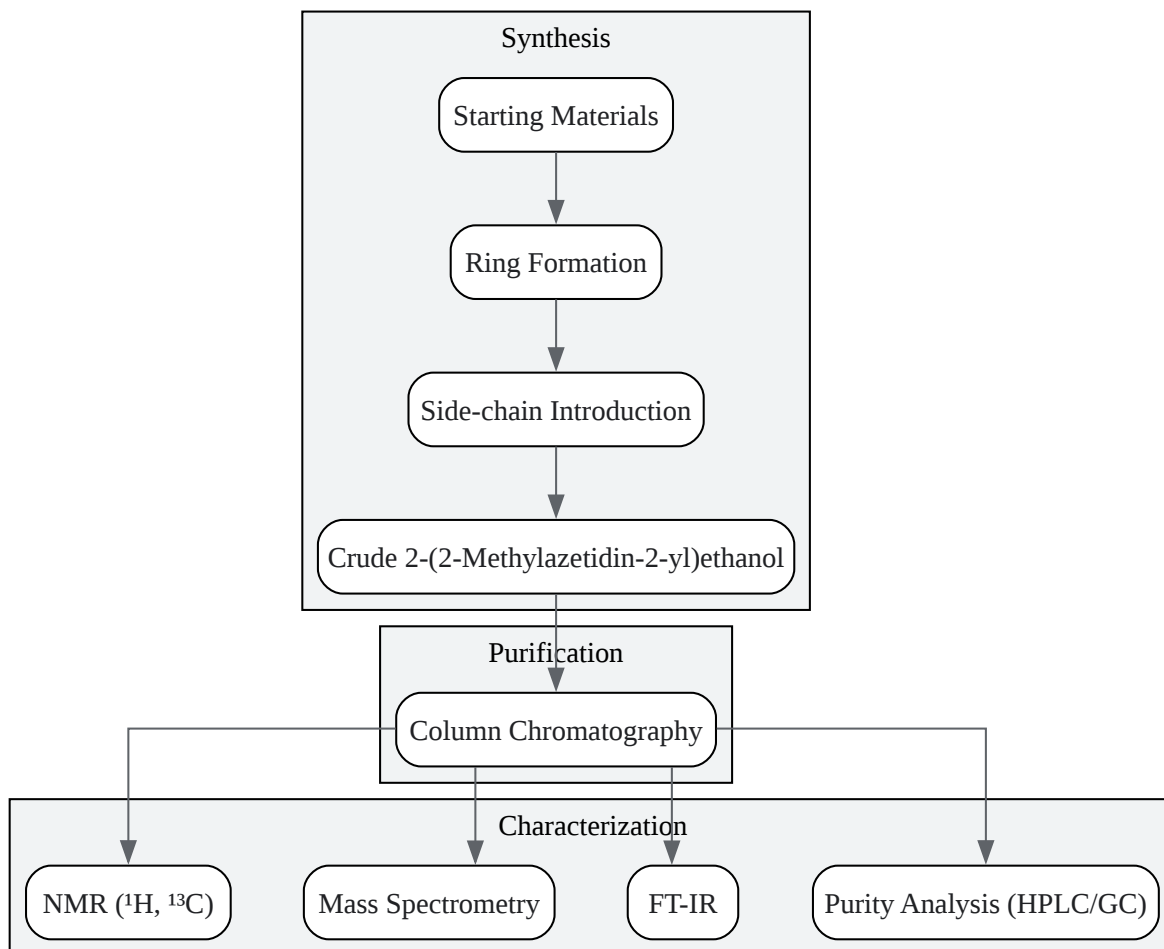 Synthesis
Starting Materials
Ring Formation
Side-chain Introduction
Crude 2-(2-Methylazetidin-2-yl)ethanol
Purification
Column Chromatography
Characterization
NMR (¹H, ¹³C)
Mass Spectrometry
FT-IR
Purity Analysis (HPLC/GC)